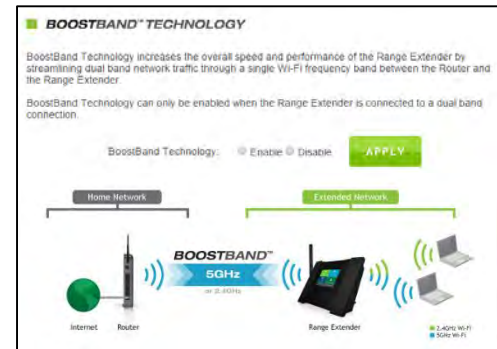 BOOSTBAND™ TECHNOLOGY
BoostBand Technology increases the overall speed and performance of the Range Extender by
streamlining dual band network traffic through a single Wi-Fi frequency band between the Router and
the Range Extender.
BoostBand Technology can only be enabled when the Range Extender is connected to a dual band
connection.
BoostBand Technology: Enable Disable APPLY
Home Network Extended Network
BOOSTBAND™
5GHz
or 2.4GHz
Internet Router Range Extender
2.4GHz Wi-Fi
5GHz Wi-Fi